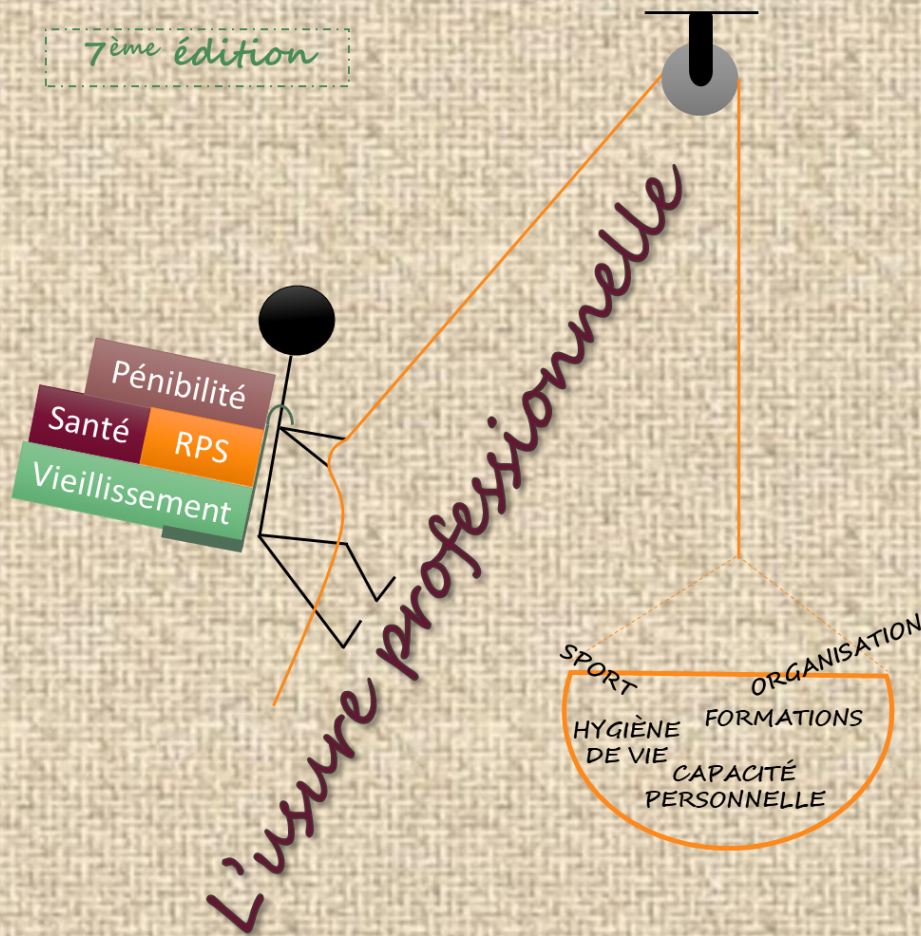 7ème édition
L'usure professionnelle
Pénibilité
Santé
RPS
Vieillissement
SPORT
ORGANISATION
HYGIÈNE
DE VIE
FORMATIONS
CAPACITÉ
PERSONNELLE